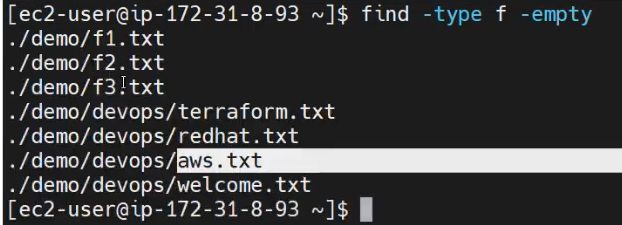 [ec2-user@ip-172-31-8-93 ~]$ find -type f -empty
./demo/f1.txt
./demo/f2.txt
./demo/f3.txt
./demo/devops/terraform.txt
./demo/devops/redhat.txt
./demo/devops/aws.txt
./demo/devops/welcome.txt
[ec2-user@ip-172-31-8-93 ~]$